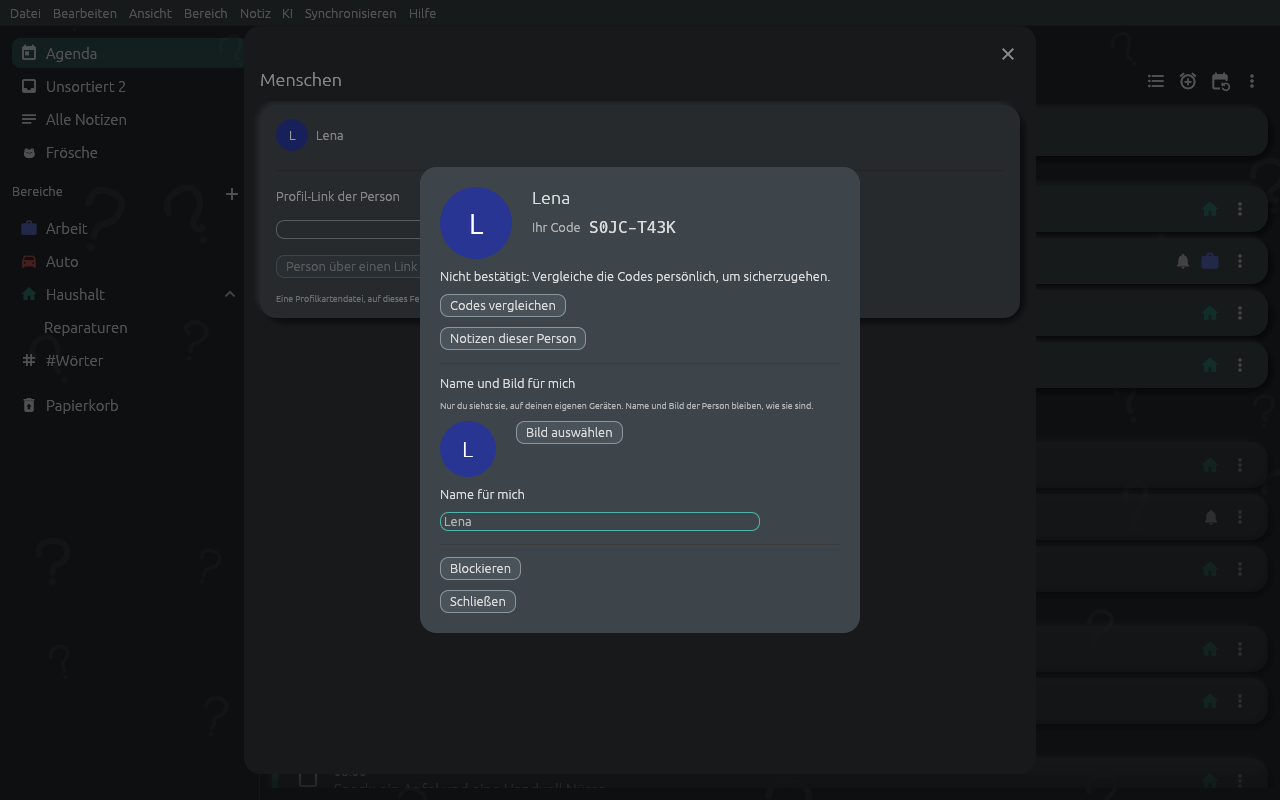 Datei Bearbeiten Ansicht Bereich Notiz KI Synchronisieren Hilfe
Agenda
Unsortiert 2
Alle Notizen
Frösche
Bereiche
Arbeit
Auto
Haushalt
Reparaturen
#Wörter
Papierkorb
Menschen
L Lena
Profil-Link der Person
Person über einen Link
Eine Profilkartendatei, auf dieses
L
Lena
Ihr Code S0JC-T43K
Nicht bestätigt: Vergleiche die Codes persönlich, um sicherzugehen.
Codes vergleichen
Notizen dieser Person
Name und Bild für mich
Nur du siehst sie, auf deinen eigenen Geräten. Name und Bild der Person bleiben, wie sie sind.
L
Bild auswählen
Name für mich
Lena
Blockieren
Schließen